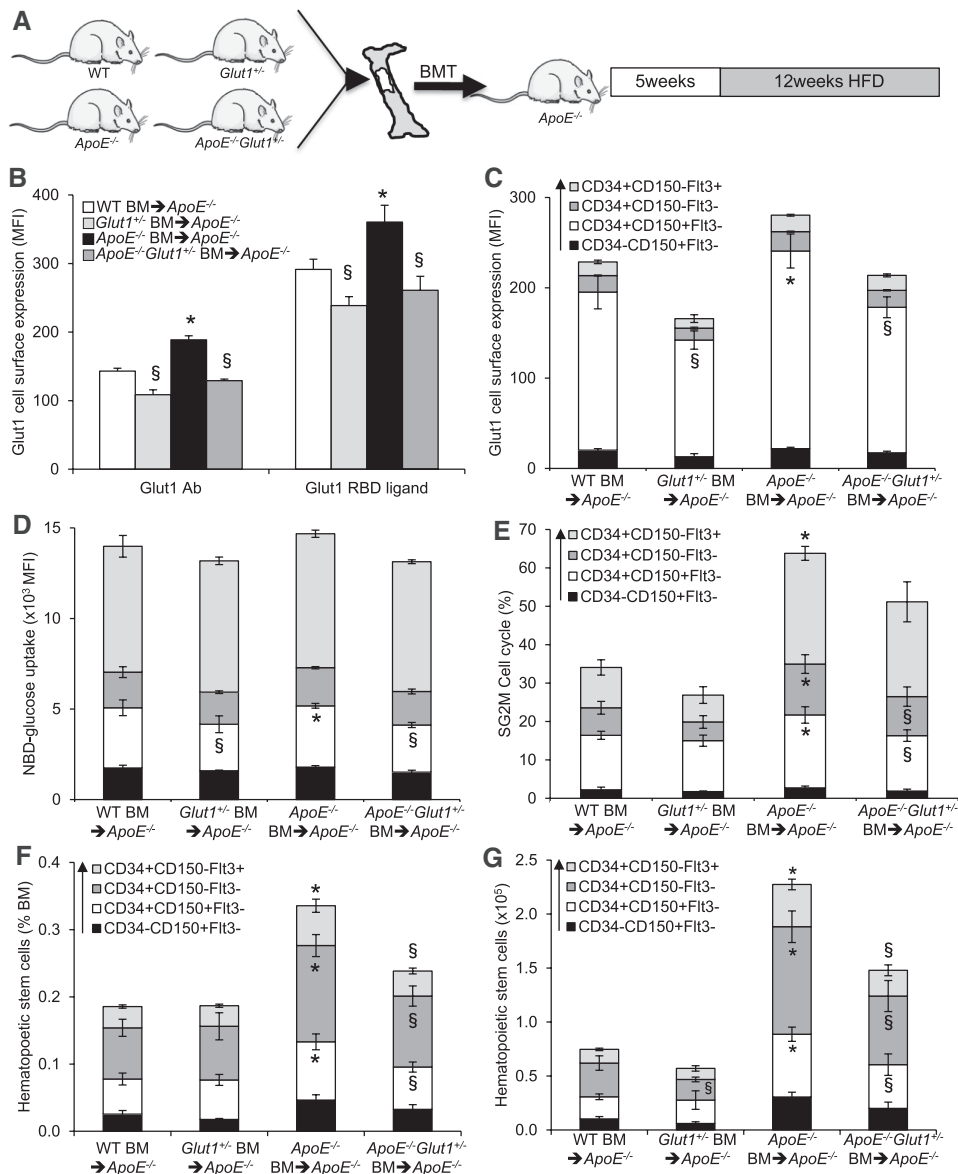 A
WT
Glut1+/-
ApoE-/-
ApoE-/-Glut1+/-
BMT
ApoE-/-
5weeks
12weeks HFD
B
Glut1 cell surface expression (MFI)
400
300
200
100
0
WT BM➔ApoE-/-
Glut1+/- BM➔ApoE-/-
ApoE-/- BM➔ApoE-/-
ApoE-/-Glut1+/- BM➔ApoE-/-
§ * §
§ * §
Glut1 Ab
Glut1 RBD ligand
C
Glut1 cell surface expression (MFI)
300
200
100
0
CD34+CD150-Flt3+
CD34+CD150-Flt3-
CD34+CD150+Flt3-
CD34-CD150+Flt3-
§ * §
WT BM
➔ApoE-/-
Glut1+/- BM
➔ApoE-/-
ApoE-/-
BM➔ApoE-/-
ApoE-/-Glut1+/-
BM➔ApoE-/-
D
NBD-glucose uptake (x10³ MFI)
15
10
5
0
§ * §
WT BM
➔ApoE-/-
Glut1+/- BM
➔ApoE-/-
ApoE-/-
BM➔ApoE-/-
ApoE-/-Glut1+/-
BM➔ApoE-/-
E
SG2M Cell cycle (%)
70
60
50
40
30
20
10
0
CD34+CD150-Flt3+
CD34+CD150-Flt3-
CD34+CD150+Flt3-
CD34-CD150+Flt3-
*
* §
* §
WT BM
➔ApoE-/-
Glut1+/- BM
➔ApoE-/-
ApoE-/-
BM➔ApoE-/-
ApoE-/-Glut1+/-
BM➔ApoE-/-
F
Hematopoetic stem cells (% BM)
0.4
0.3
0.2
0.1
0.0
CD34+CD150-Flt3+
CD34+CD150-Flt3-
CD34+CD150+Flt3-
CD34-CD150+Flt3-
* §
* §
* §
WT BM
➔ApoE-/-
Glut1+/- BM
➔ApoE-/-
ApoE-/-
BM➔ApoE-/-
ApoE-/-Glut1+/-
BM➔ApoE-/-
G
Hematopoietic stem cells (x10⁵)
2.5
2.0
1.5
1.0
0.5
0.0
CD34+CD150-Flt3+
CD34+CD150-Flt3-
CD34+CD150+Flt3-
CD34-CD150+Flt3-
* §
§ * §
* §
WT BM
➔ApoE-/-
Glut1+/- BM
➔ApoE-/-
ApoE-/-
BM➔ApoE-/-
ApoE-/-Glut1+/-
BM➔ApoE-/-